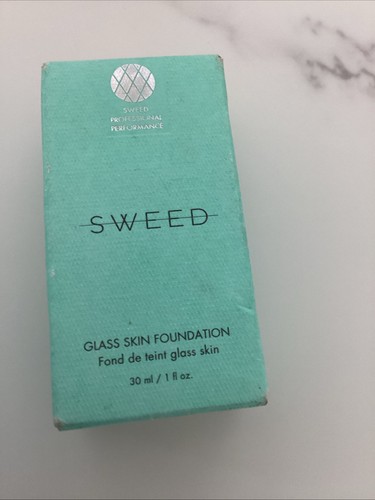 SWEED
PROFESSIONAL
PERFORMANCE
SWEED
GLASS SKIN FOUNDATION
Fond de teint glass skin
30 ml / 1 fl oz.